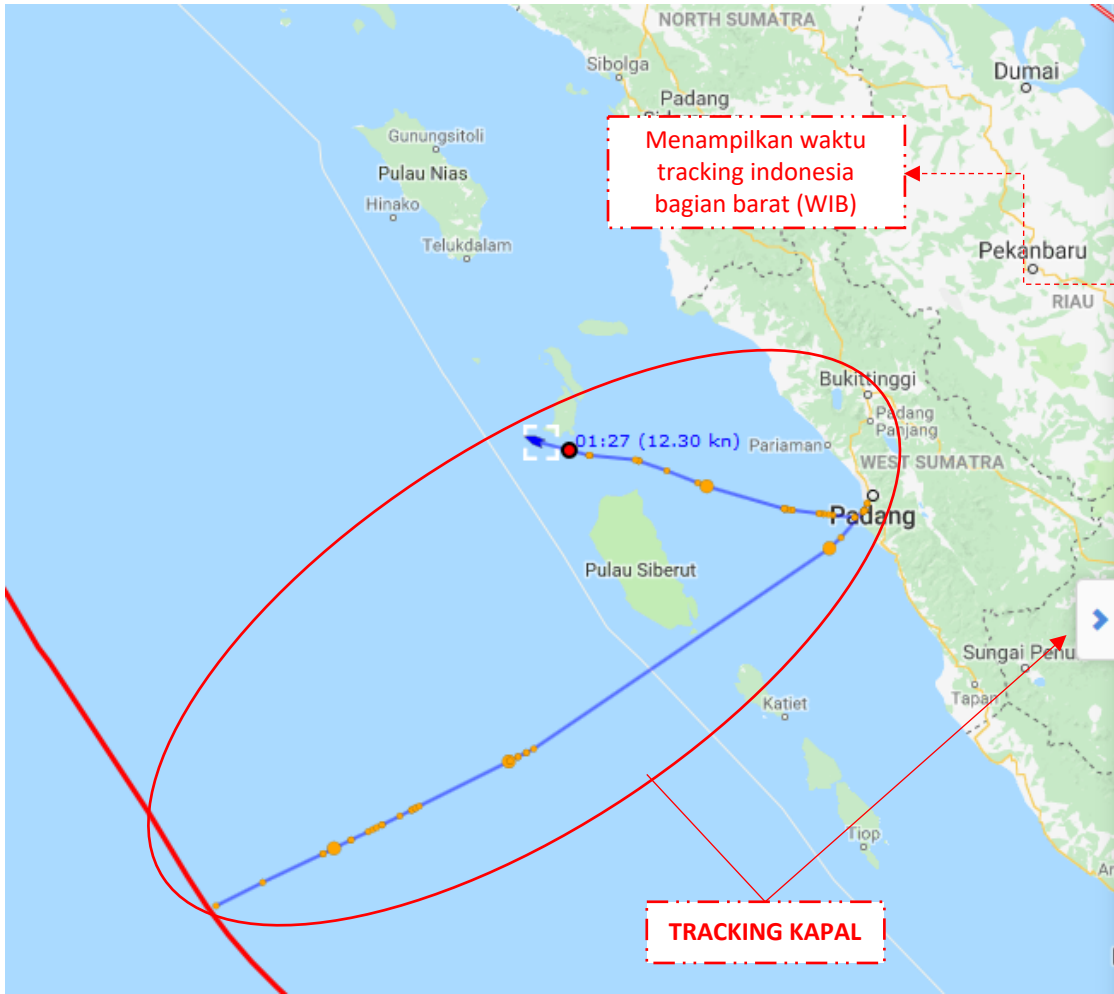 NORTH SUMATRA
Sibolga
Dumai
Padang
Menampilkan waktu
tracking indonesia
bagian barat (WIB)
Gunungsitoli
Pulau Nias
Hinako
Telukdalam
Pekanbaru
RIAU
Bukittinggi
Padang
Panjang
01:27 (12.30 kn)
Pariaman
WEST SUMATRA
Padang
Pulau Siberut
Sungai Penu
Tapan
Katiet
Tiop
TRACKING KAPAL